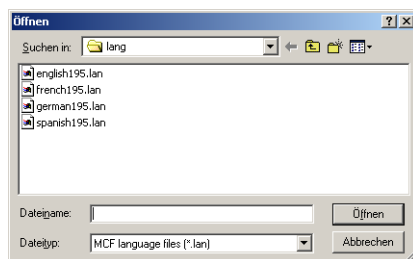 Öffnen
Suchen in: lang
english195.lan
french195.lan
german195.lan
spanish195.lan
Dateiname: Öffnen
Dateityp: MCF language files (*.lan) Abbrechen